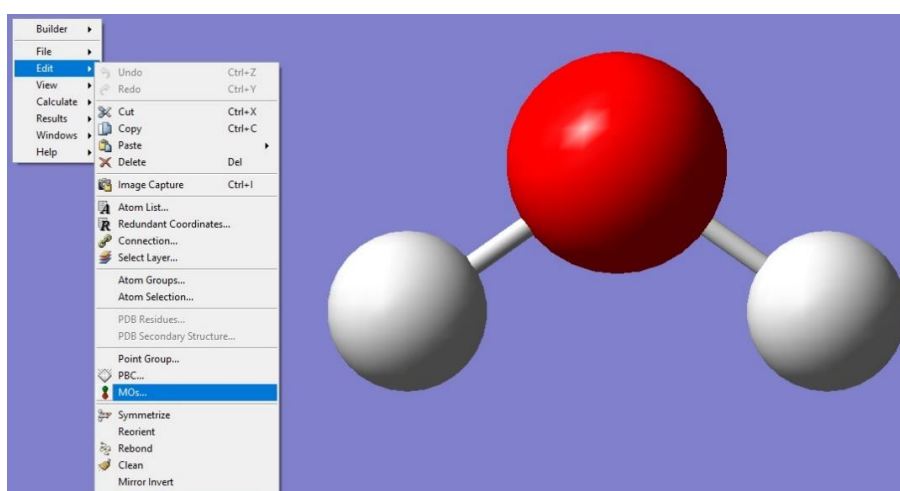 Builder
File
Edit
View
Calculate
Results
Windows
Help
Undo Ctrl+Z
Redo Ctrl+Y
Cut Ctrl+X
Copy Ctrl+C
Paste
Delete Del
Image Capture Ctrl+I
Atom List...
Redundant Coordinates...
Connection...
Select Layer...
Atom Groups...
Atom Selection...
PDB Residues...
PDB Secondary Structure...
Point Group...
PBC...
MOs...
Symmetrize
Reorient
Rebond
Clean
Mirror Invert